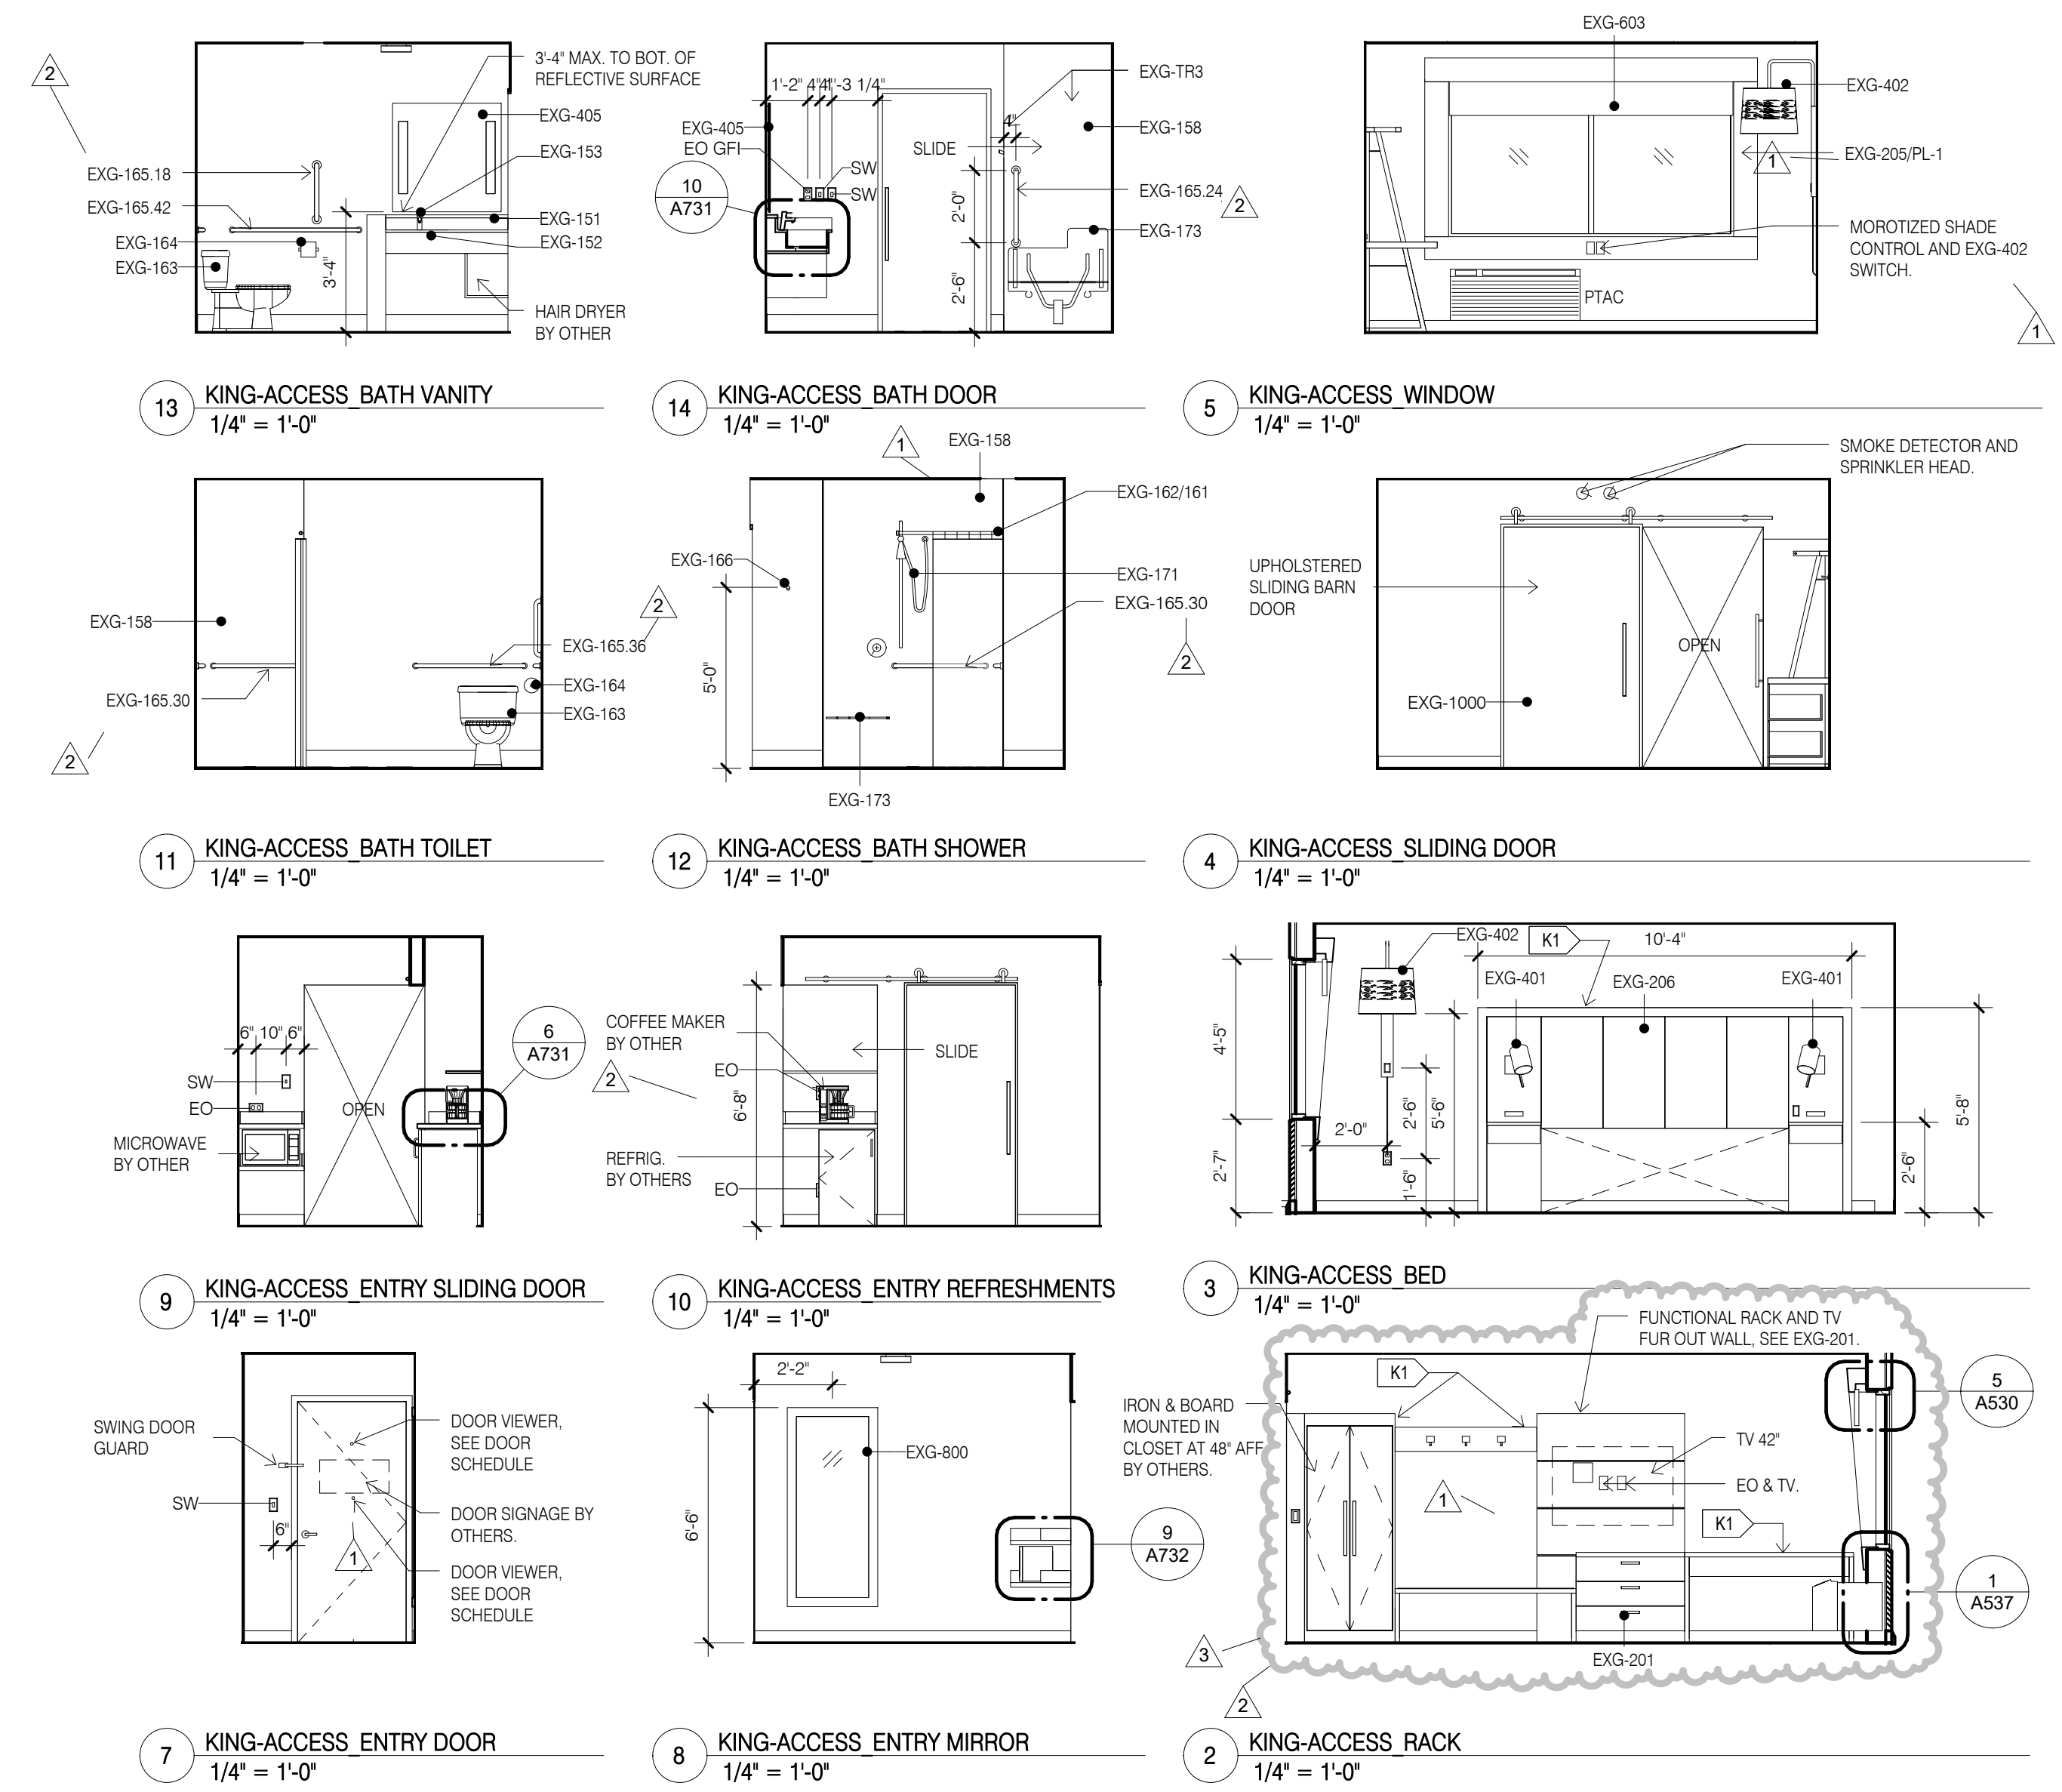 2
3'-4" MAX. TO BOT. OF
REFLECTIVE SURFACE
EXG-405
EXG-153
EXG-165.18
EXG-165.42
EXG-164
EXG-163
EXG-151
EXG-152
3'-4"
HAIR DRYER
BY OTHER
13
KING-ACCESS_BATH VANITY
1/4" = 1'-0"
1'-2"
4"
4"
1'-3 1/4"
EXG-405
EO GFI
SW
SW
10
A731
SLIDE
4"
2'-0"
2'-6"
EXG-TR3
EXG-158
EXG-165.24
2
EXG-173
14
KING-ACCESS_BATH DOOR
1/4" = 1'-0"
EXG-603
EXG-402
EXG-205/PL-1
1
MOROTIZED SHADE
CONTROL AND EXG-402
SWITCH.
PTAC
1
5
KING-ACCESS_WINDOW
1/4" = 1'-0"
EXG-158
EXG-165.30
2
EXG-165.36
2
EXG-164
EXG-163
11
KING-ACCESS_BATH TOILET
1/4" = 1'-0"
1
EXG-158
EXG-162/161
EXG-166
EXG-171
EXG-165.30
2
5'-0"
EXG-173
12
KING-ACCESS_BATH SHOWER
1/4" = 1'-0"
SMOKE DETECTOR AND
SPRINKLER HEAD.
UPHOLSTERED
SLIDING BARN
DOOR
OPEN
EXG-1000
4
KING-ACCESS_SLIDING DOOR
1/4" = 1'-0"
6"
10"
6"
SW
EO
OPEN
MICROWAVE
BY OTHER
6
A731
9
KING-ACCESS_ENTRY SLIDING DOOR
1/4" = 1'-0"
COFFEE MAKER
BY OTHER
2
EO
SLIDE
6'-8"
REFRIG.
BY OTHERS
EO
10
KING-ACCESS_ENTRY REFRESHMENTS
1/4" = 1'-0"
EXG-402
K1
10'-4"
EXG-401
EXG-206
EXG-401
4'-5"
2'-7"
2'-0"
2'-6"
1'-6"
5'-6"
2'-6"
5'-8"
3
KING-ACCESS_BED
1/4" = 1'-0"
SWING DOOR
GUARD
SW
6"
1
DOOR VIEWER,
SEE DOOR
SCHEDULE
DOOR SIGNAGE BY
OTHERS.
DOOR VIEWER,
SEE DOOR
SCHEDULE
7
KING-ACCESS_ENTRY DOOR
1/4" = 1'-0"
2'-2"
6'-6"
EXG-800
9
A732
8
KING-ACCESS_ENTRY MIRROR
1/4" = 1'-0"
FUNCTIONAL RACK AND TV
FUR OUT WALL, SEE EXG-201.
K1
IRON & BOARD
MOUNTED IN
CLOSET AT 48" AFF
BY OTHERS.
1
TV 42"
EO & TV.
K1
5
A530
1
A537
EXG-201
3
2
2
KING-ACCESS_RACK
1/4" = 1'-0"